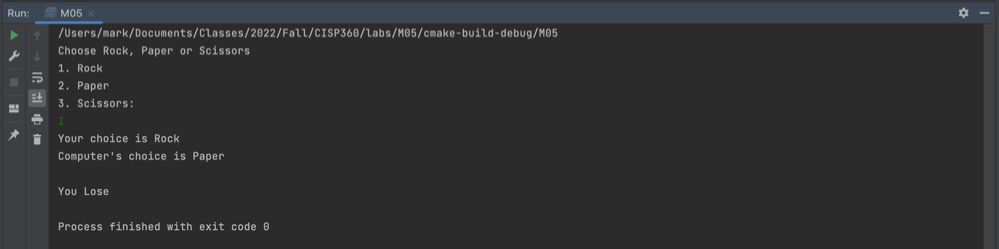 Run: M05
/Users/mark/Documents/Classes/2022/Fall/CISP360/labs/M05/cmake-build-debug/M05
Choose Rock, Paper or Scissors
1. Rock
2. Paper
3. Scissors:
1
Your choice is Rock
Computer's choice is Paper
You Lose
Process finished with exit code 0